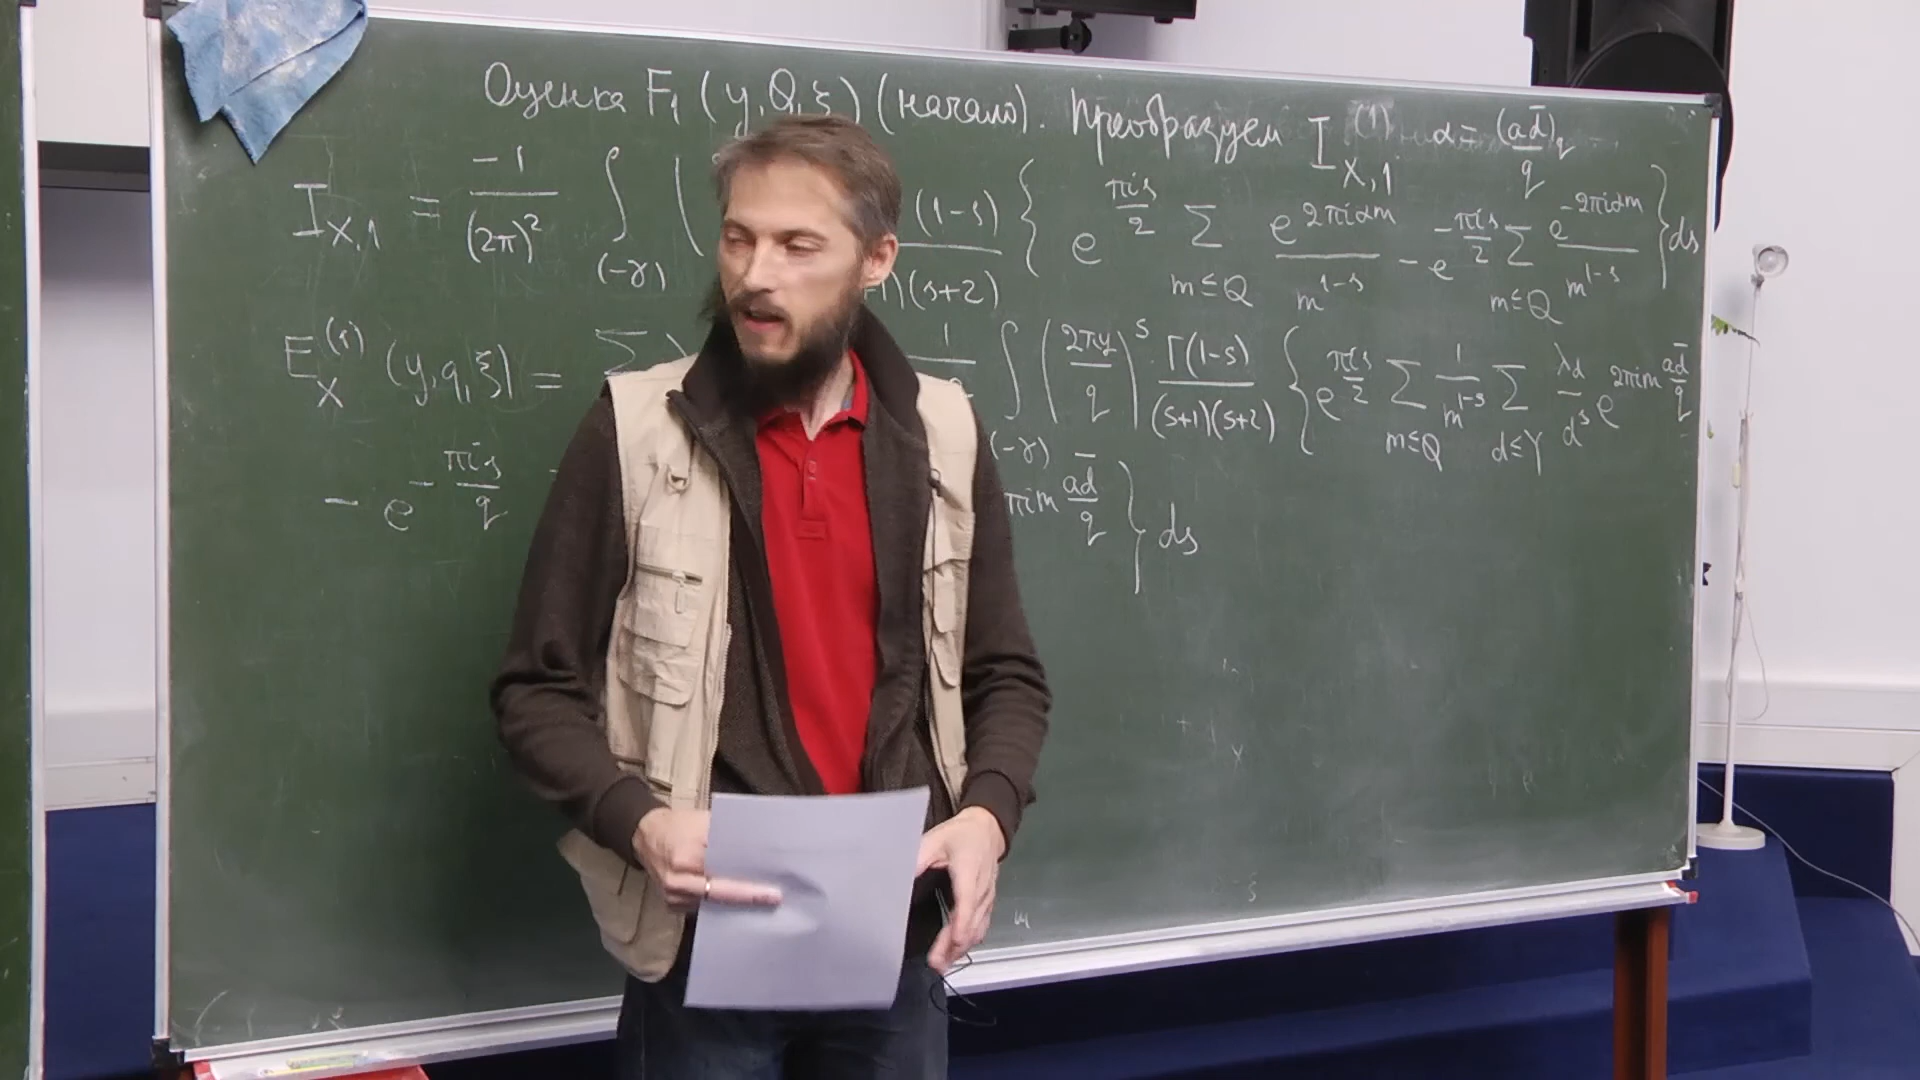 Оценка F₁ (y, Q, ξ) (начало). Преобразуем I_{X,1}^{(1)} α = (ad̄)_q / q
I_{X,1} = -1/(2π)² ∫_{(-γ)} ( (1-s) / )(s+2) { e^{πis/2} Σ_{m≤Q} e^{2πiαm}/m^{1-s} - e^{-πis/2} Σ_{m≤Q} e^{-2πiαm}/m^{1-s} } ds
E_X^{(1)} (y, q, ξ) = Σ 1/ ∫_{(-γ)} (2πy/q)^s · Γ(1-s)/((s+1)(s+2)) { e^{πis/2} Σ_{m≤Q} 1/m^{1-s} Σ_{d≤Y} λd/d^s e^{2πim ad̄/q}
- e^{-πis/q} πim ad̄/q } ds